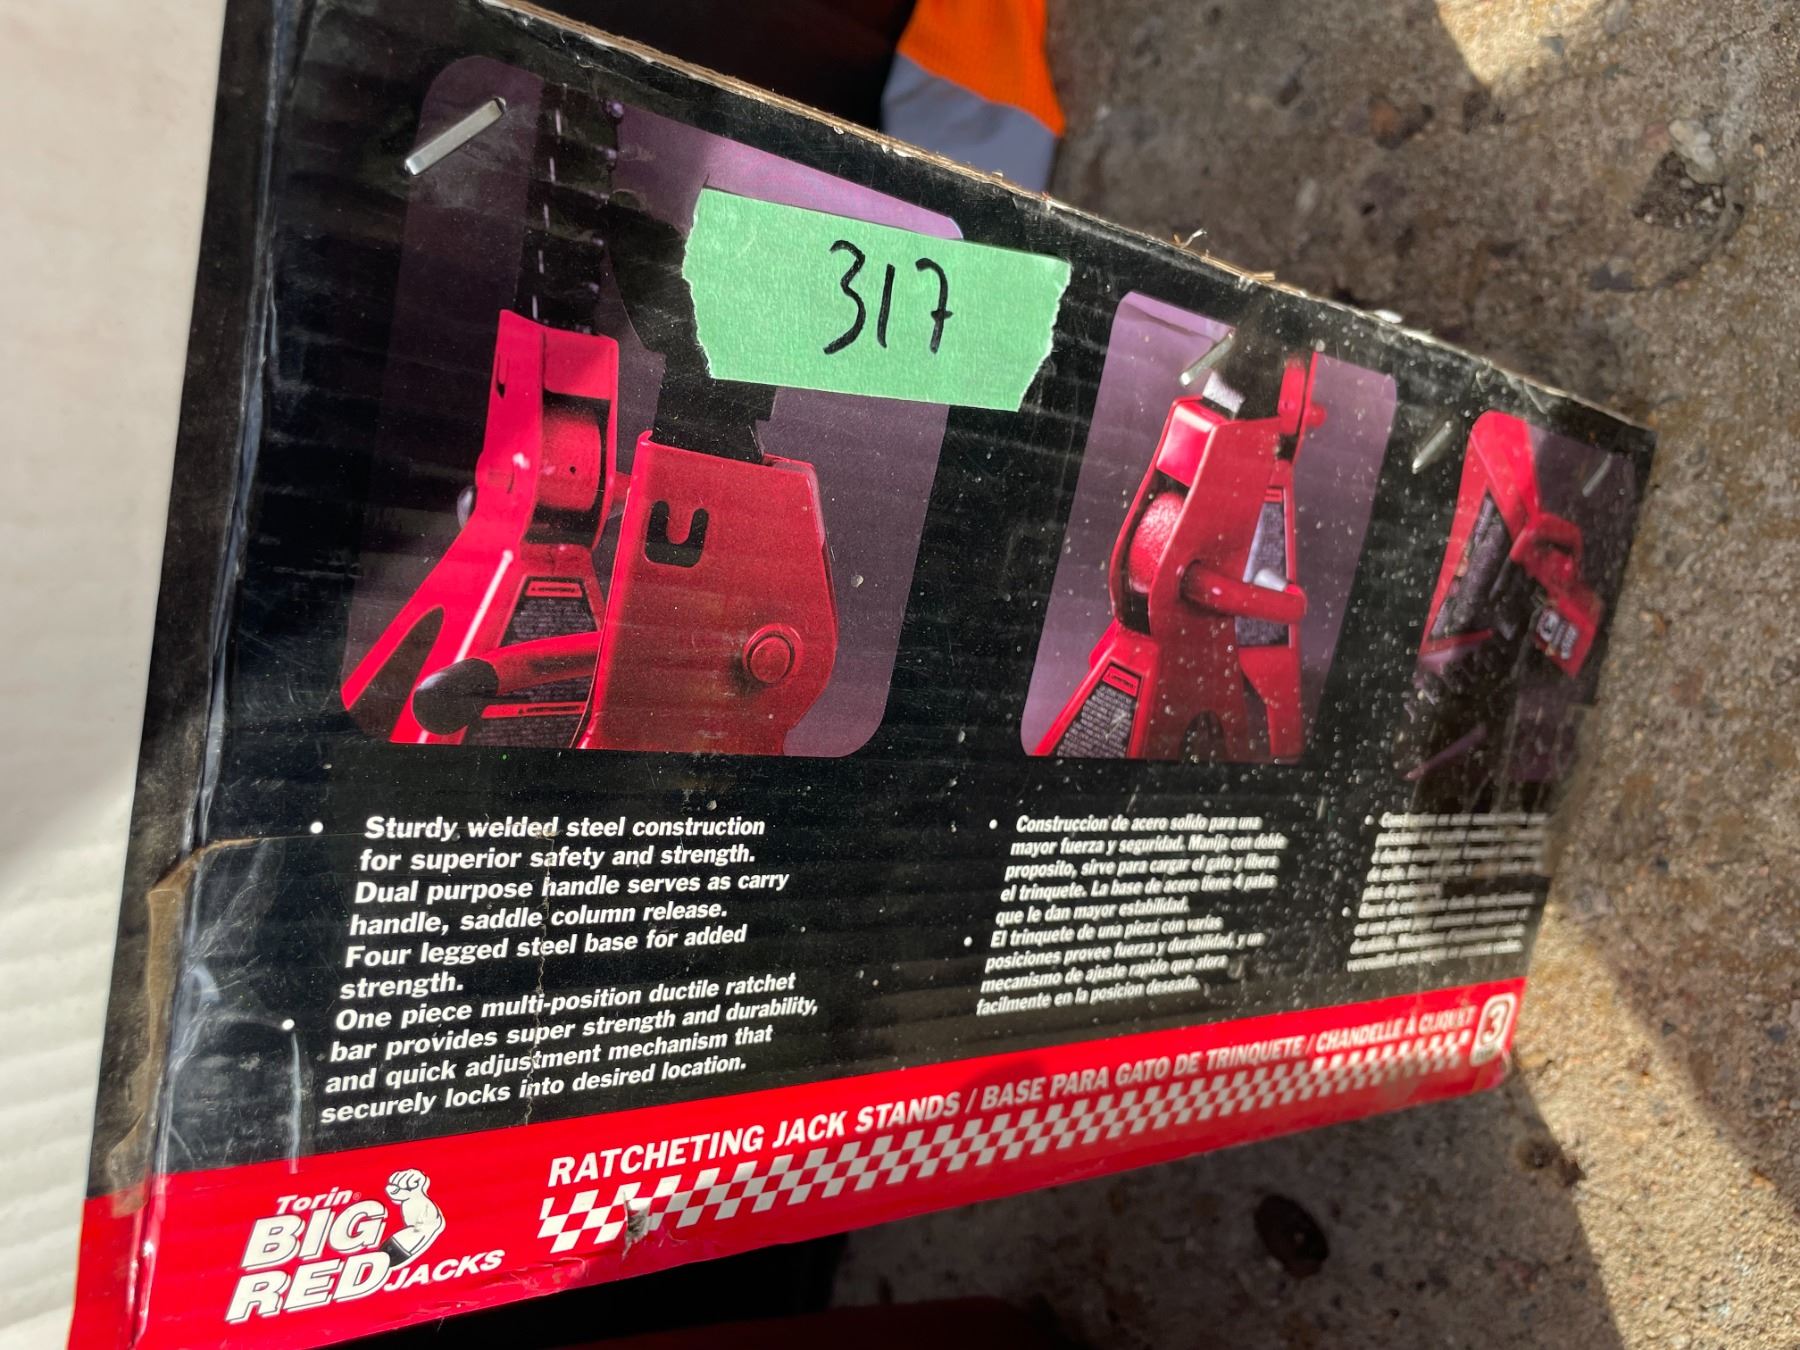 317
• Sturdy welded steel construction
for superior safety and strength.
Dual purpose handle serves as carry
handle, saddle column release.
Four legged steel base for added
strength.
• One piece multi-position ductile ratchet
bar provides super strength and durability,
and quick adjustment mechanism that
securely locks into desired location.
• Construccion de acero solido para una
mayor fuerza y seguridad. Manija con doble
proposito, sirve para cargar el gato y libera
el trinquete. La base de acero tiene 4 patas
que le dan mayor estabilidad.
• El trinquete de una pieza con varias
posiciones provee fuerza y durabilidad, y un
mecanismo de ajuste rapido que atora
facilmente en la posicion deseada.
Torin®
BIG
RED JACKS
RATCHETING JACK STANDS / BASE PARA GATO DE TRINQUETE / CHANDELLE À CLIQUET
3